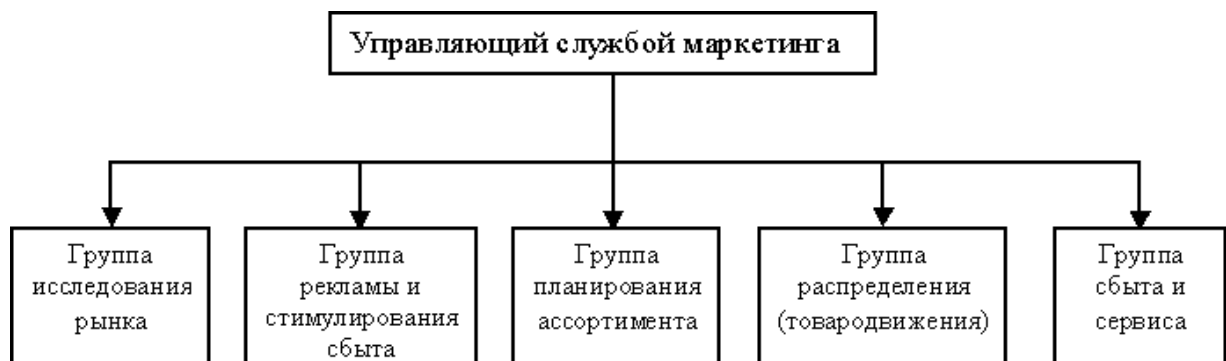 Управляющий службой маркетинга
Группа
исследования
рынка
Группа
рекламы и
стимулирования
сбыта
Группа
планирования
ассортимента
Группа
распределения
(товародвижения)
Группа
сбыта и
сервиса